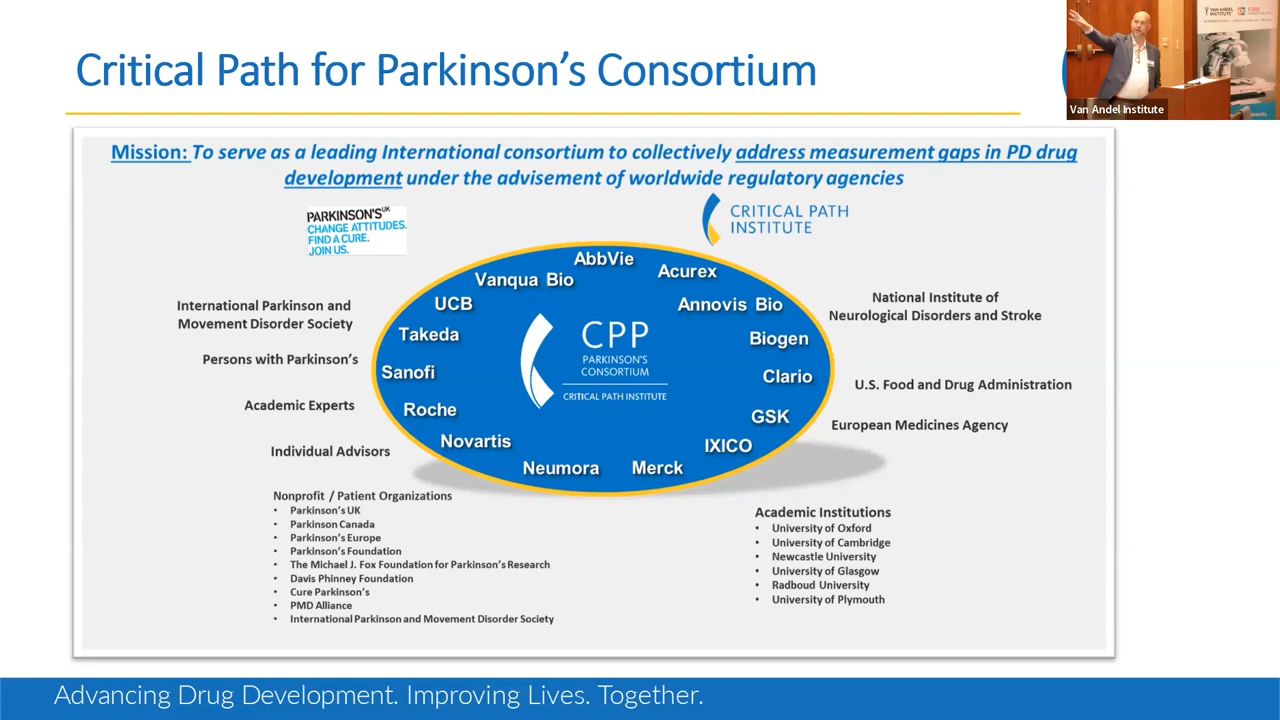 Critical Path for Parkinson's Consortium
VAN ANDEL
INSTITUTE
CURE
Van Andel Institute
Mission: To serve as a leading International consortium to collectively address measurement gaps in PD drug
development under the advisement of worldwide regulatory agencies
PARKINSON'S UK
CHANGE ATTITUDES.
FIND A CURE.
JOIN US.
CRITICAL PATH
INSTITUTE
AbbVie
Acurex
Annovis Bio
Biogen
Clario
GSK
IXICO
Merck
Neumora
Novartis
Roche
Sanofi
Takeda
UCB
Vanqua Bio
CPP
PARKINSON'S
CONSORTIUM
CRITICAL PATH INSTITUTE
International Parkinson and
Movement Disorder Society
Persons with Parkinson's
Academic Experts
Individual Advisors
National Institute of
Neurological Disorders and Stroke
U.S. Food and Drug Administration
European Medicines Agency
Nonprofit / Patient Organizations
• Parkinson's UK
• Parkinson Canada
• Parkinson's Europe
• Parkinson's Foundation
• The Michael J. Fox Foundation for Parkinson's Research
• Davis Phinney Foundation
• Cure Parkinson's
• PMD Alliance
• International Parkinson and Movement Disorder Society
Academic Institutions
• University of Oxford
• University of Cambridge
• Newcastle University
• University of Glasgow
• Radboud University
• University of Plymouth
Advancing Drug Development. Improving Lives. Together.